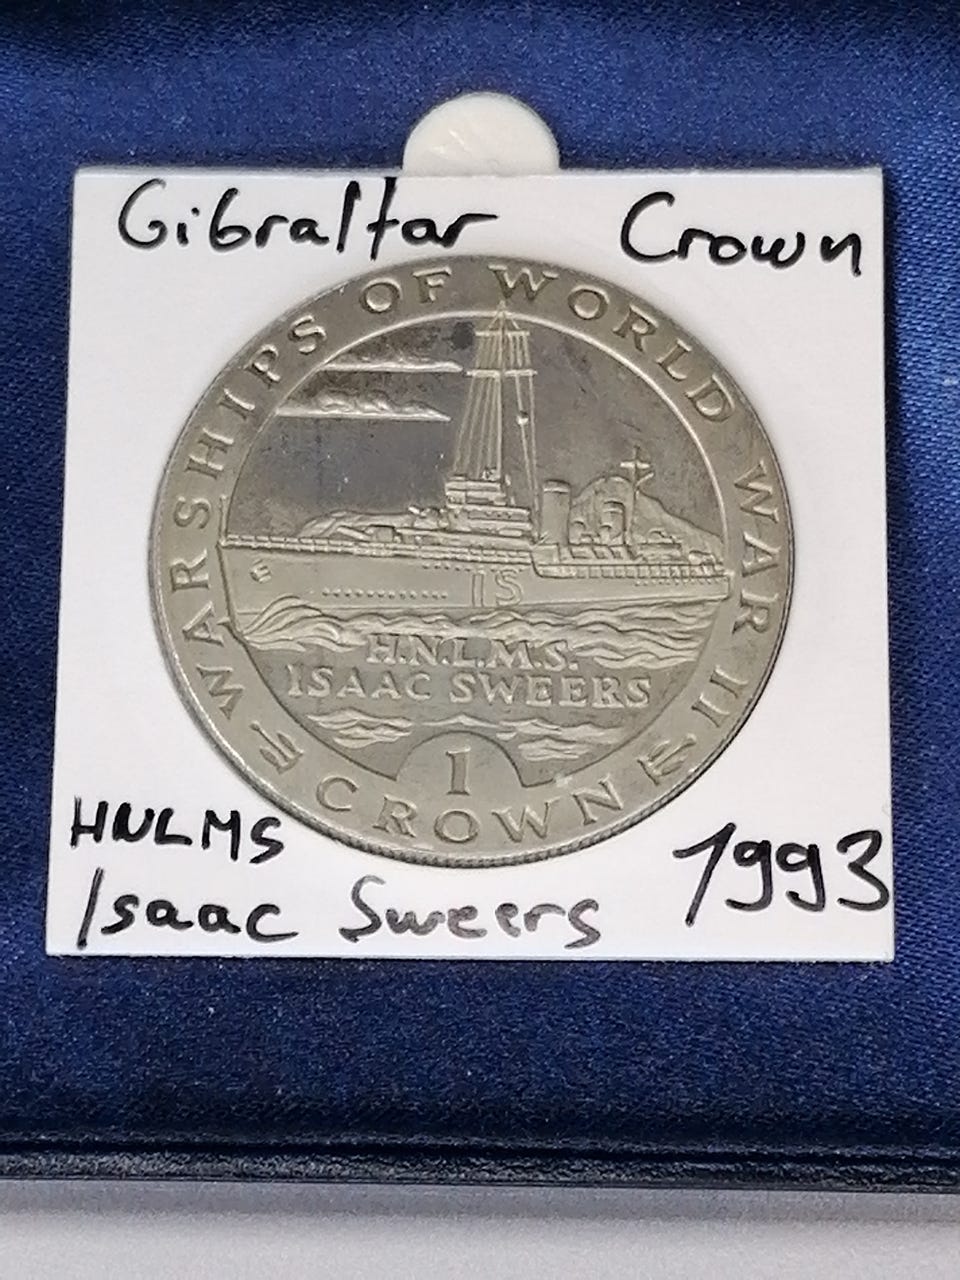 Gibraltar Crown
WARSHIPS OF WORLD WAR II
IS
H.N.L.M.S.
ISAAC SWEERS
1
CROWN
HNLMS
Isaac Sweers
1993